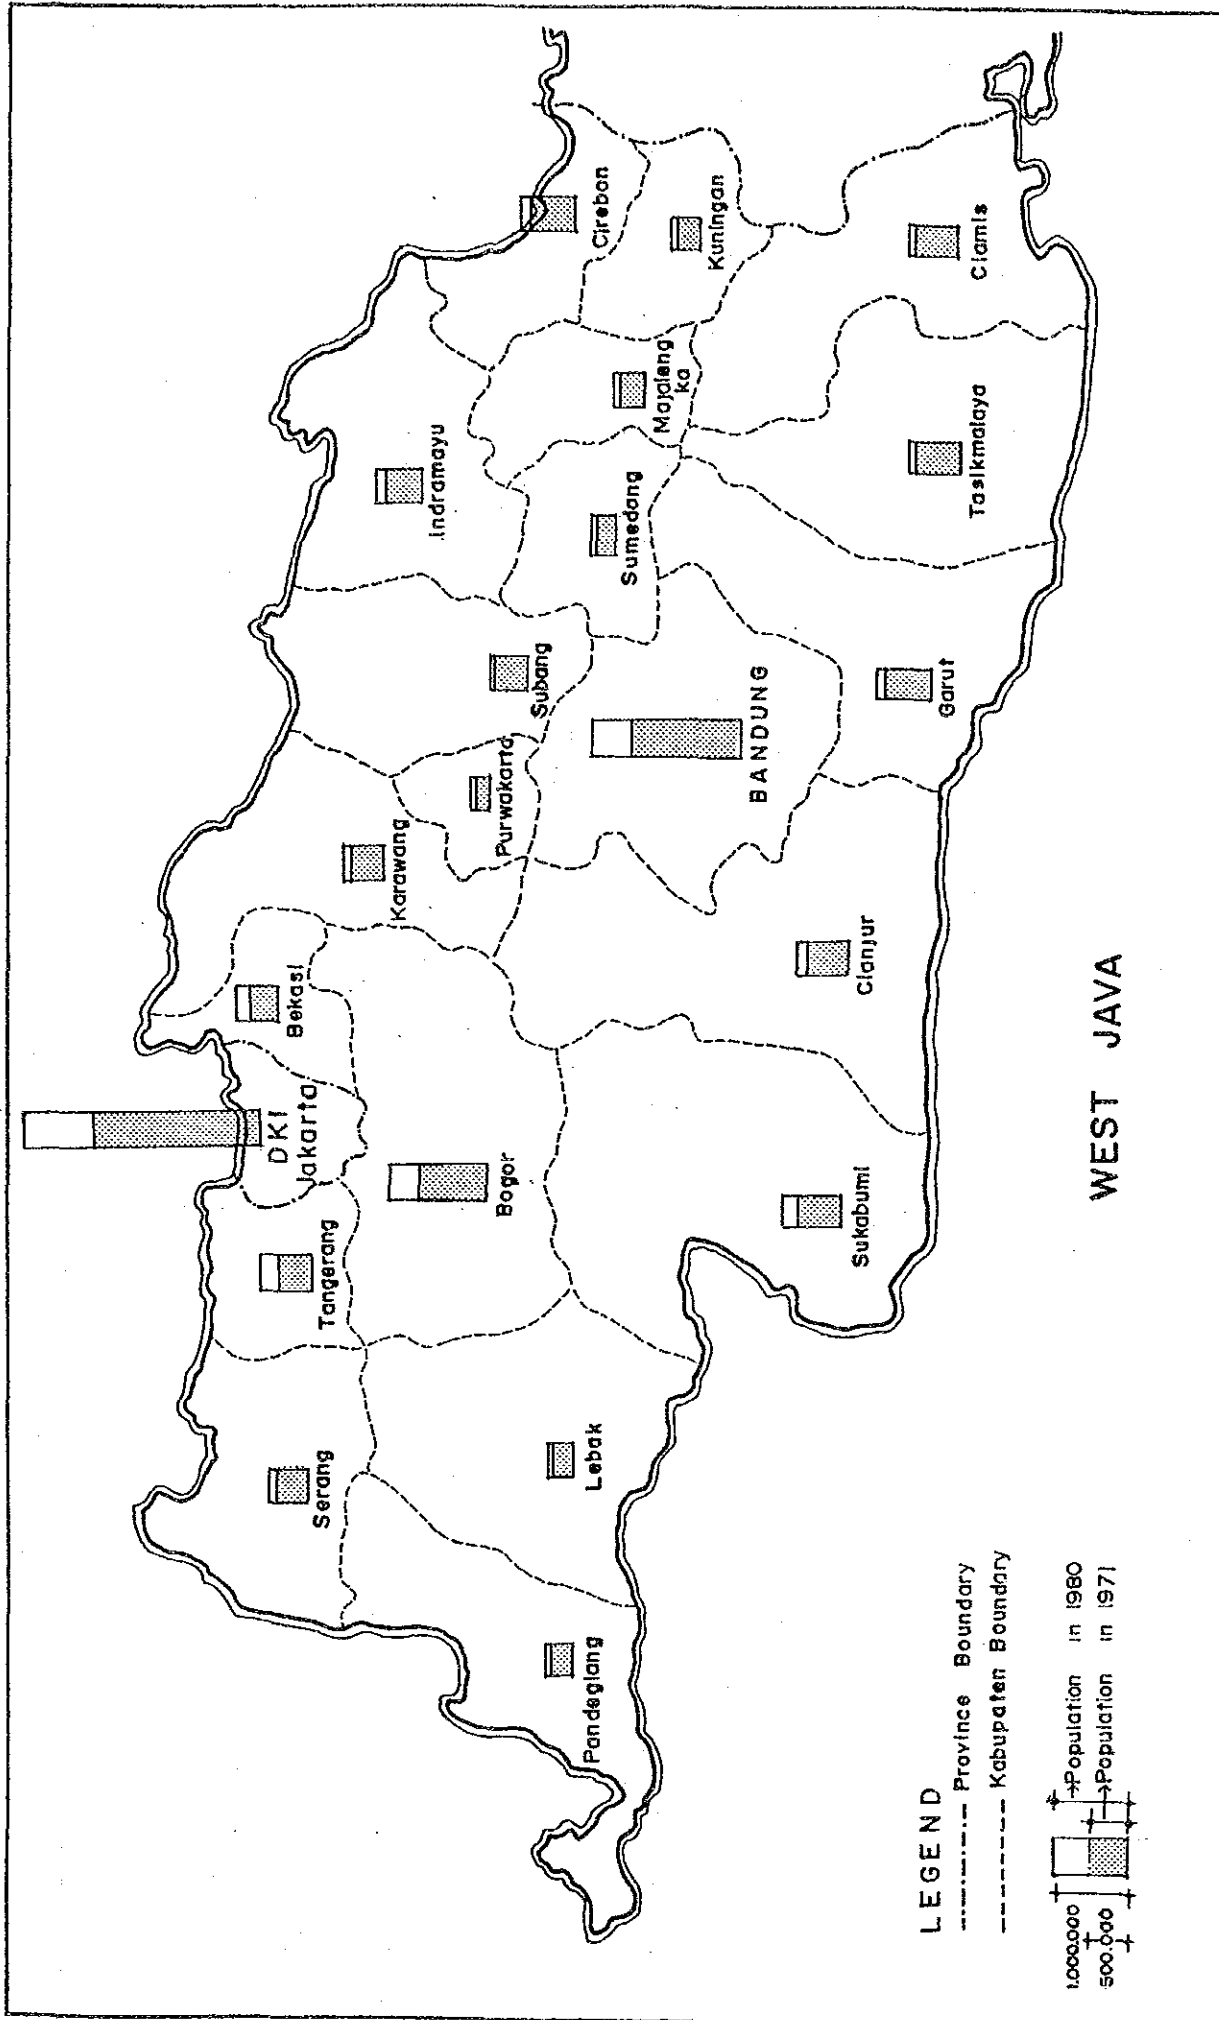 DKI
Jakarta
Tangerang
Serang
Bekasi
Karawang
Indramayu
Cirebon
Kuningan
Majaleng
ka
Sumedang
Subang
Purwakarta
Bogor
Lebak
Pandeglang
BANDUNG
Sukabumi
Cianjur
Garut
Tasikmalaya
Ciamis
WEST JAVA
LEGEND
Province Boundary
Kabupaten Boundary
1.000.000
500.000
Population in 1980
Population in 1971